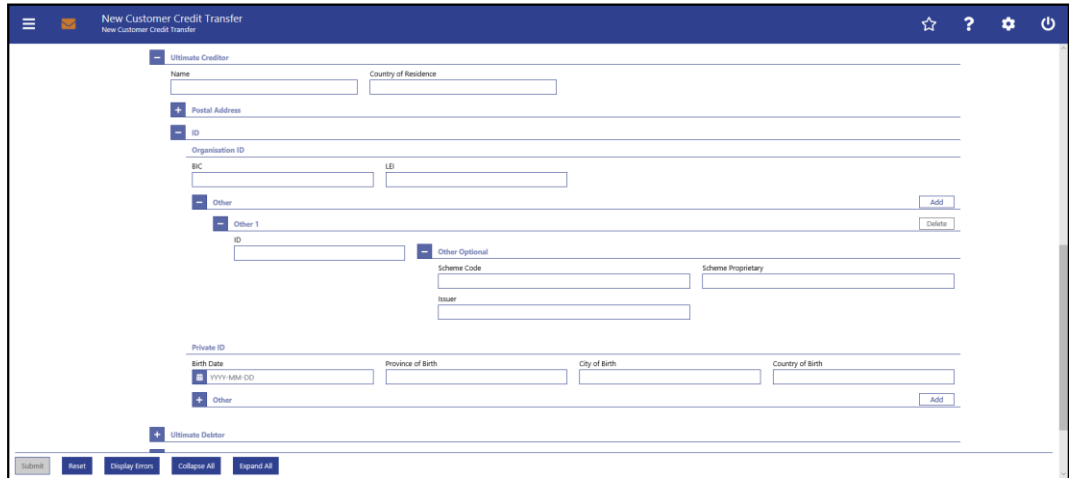 New Customer Credit Transfer
New Customer Credit Transfer
?
Ultimate Creditor
Name Country of Residence
Postal Address
ID
Organisation ID
BIC LEI
Other Add
Other 1 Delete
ID
Other Optional
Scheme Code Scheme Proprietary
Issuer
Private ID
Birth Date Province of Birth City of Birth Country of Birth
YYYY-MM-DD
Other Add
Ultimate Debtor
Submit Reset Display Errors Collapse All Expand All